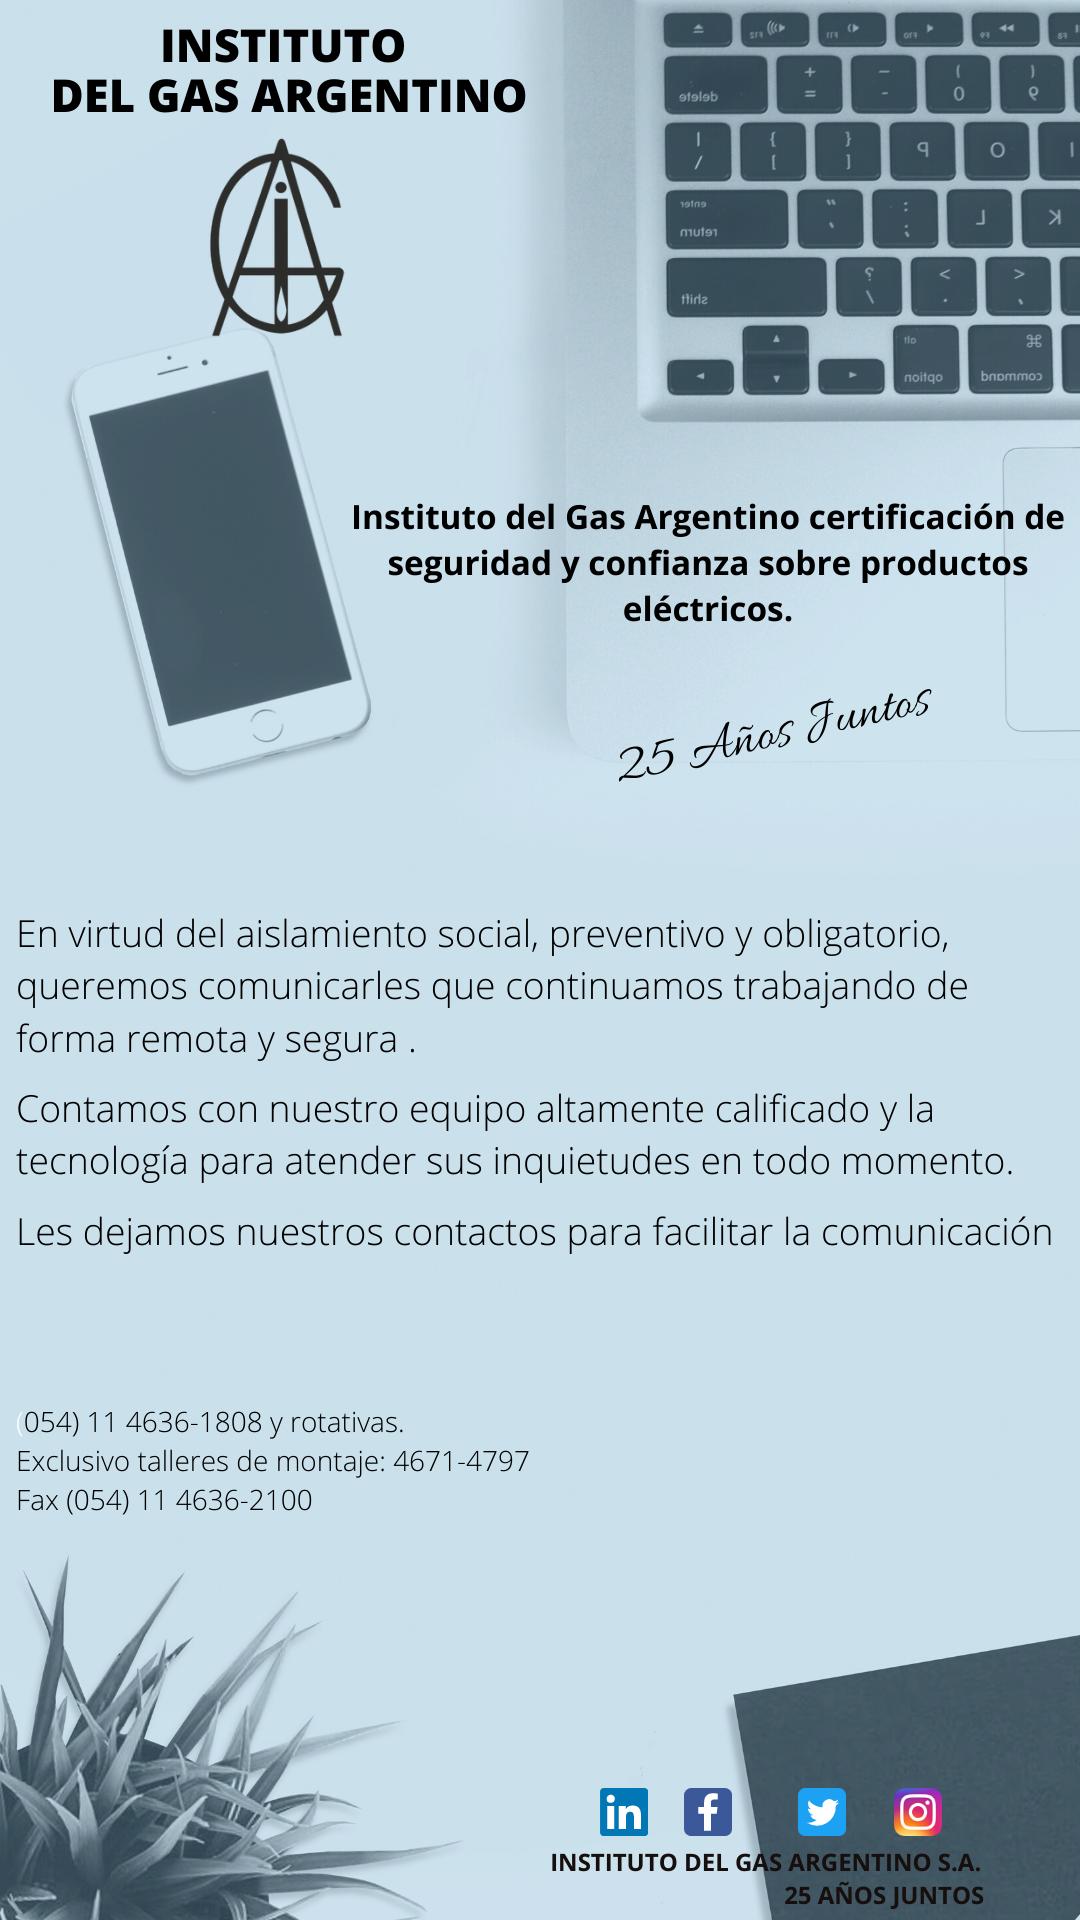 INSTITUTO
DEL GAS ARGENTINO
Instituto del Gas Argentino certificación de
seguridad y confianza sobre productos
eléctricos.
25 Años Juntos
En virtud del aislamiento social, preventivo y obligatorio,
queremos comunicarles que continuamos trabajando de
forma remota y segura .
Contamos con nuestro equipo altamente calificado y la
tecnología para atender sus inquietudes en todo momento.
Les dejamos nuestros contactos para facilitar la comunicación
(054) 11 4636-1808 y rotativas.
Exclusivo talleres de montaje: 4671-4797
Fax (054) 11 4636-2100
INSTITUTO DEL GAS ARGENTINO S.A.
25 AÑOS JUNTOS